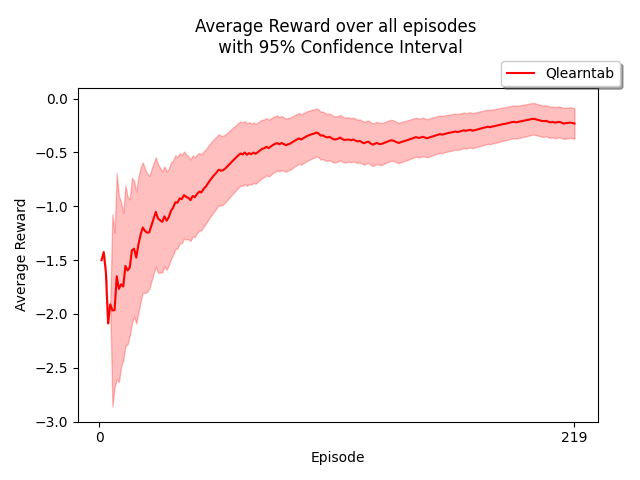 Average Reward over all episodes
with 95% Confidence Interval
Qlearntab
0.0
−0.5
−1.0
−1.5
−2.0
−2.5
−3.0
Average Reward
0
219
Episode